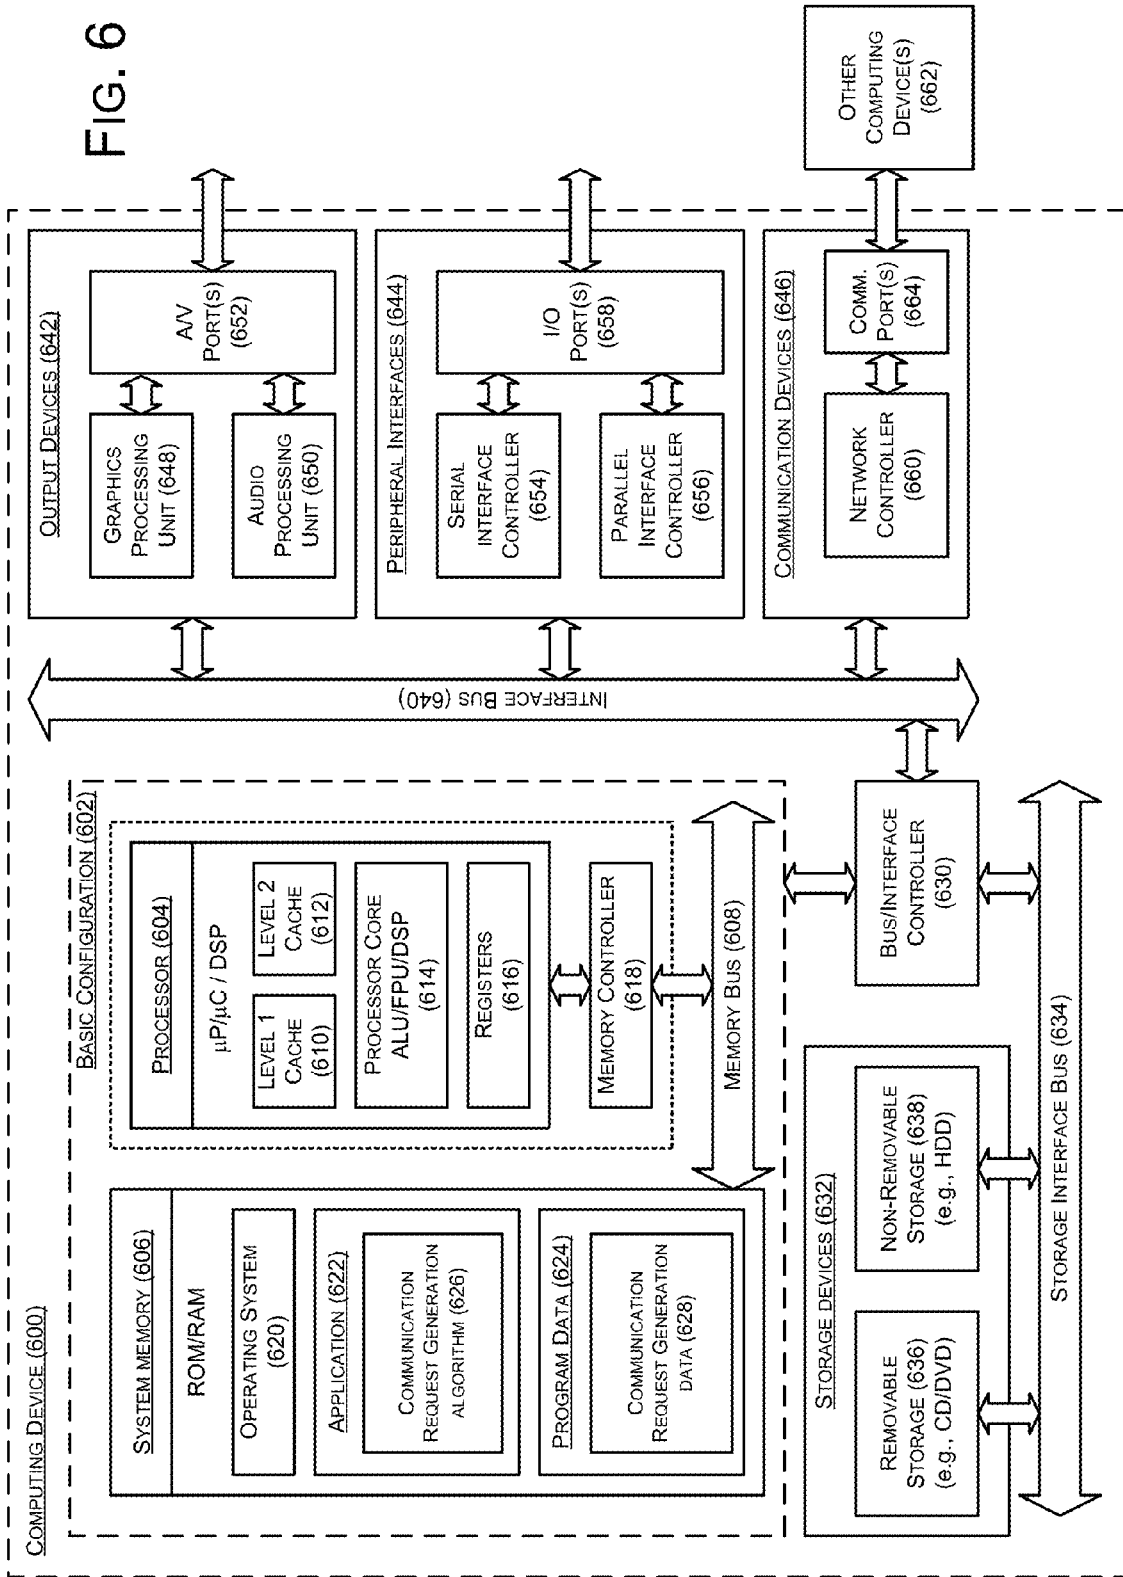 FIG. 6
COMPUTING DEVICE (600)
BASIC CONFIGURATION (602)
SYSTEM MEMORY (606)
ROM/RAM
OPERATING SYSTEM
(620)
APPLICATION (622)
COMMUNICATION
REQUEST GENERATION
ALGORITHM (626)
PROGRAM DATA (624)
COMMUNICATION
REQUEST GENERATION
DATA (628)
PROCESSOR (604)
µP/µC / DSP
LEVEL 1
CACHE
(610)
LEVEL 2
CACHE
(612)
PROCESSOR CORE
ALU/FPU/DSP
(614)
REGISTERS
(616)
MEMORY CONTROLLER
(618)
MEMORY BUS (608)
BUS/INTERFACE
CONTROLLER
(630)
STORAGE DEVICES (632)
REMOVABLE
STORAGE (636)
(e.g., CD/DVD)
NON-REMOVABLE
STORAGE (638)
(e.g., HDD)
STORAGE INTERFACE BUS (634)
INTERFACE BUS (640)
OUTPUT DEVICES (642)
GRAPHICS
PROCESSING
UNIT (648)
AUDIO
PROCESSING
UNIT (650)
A/V
PORT(S)
(652)
PERIPHERAL INTERFACES (644)
SERIAL
INTERFACE
CONTROLLER
(654)
PARALLEL
INTERFACE
CONTROLLER
(656)
I/O
PORT(S)
(658)
COMMUNICATION DEVICES (646)
NETWORK
CONTROLLER
(660)
COMM.
PORT(S)
(664)
OTHER
COMPUTING
DEVICE(S)
(662)